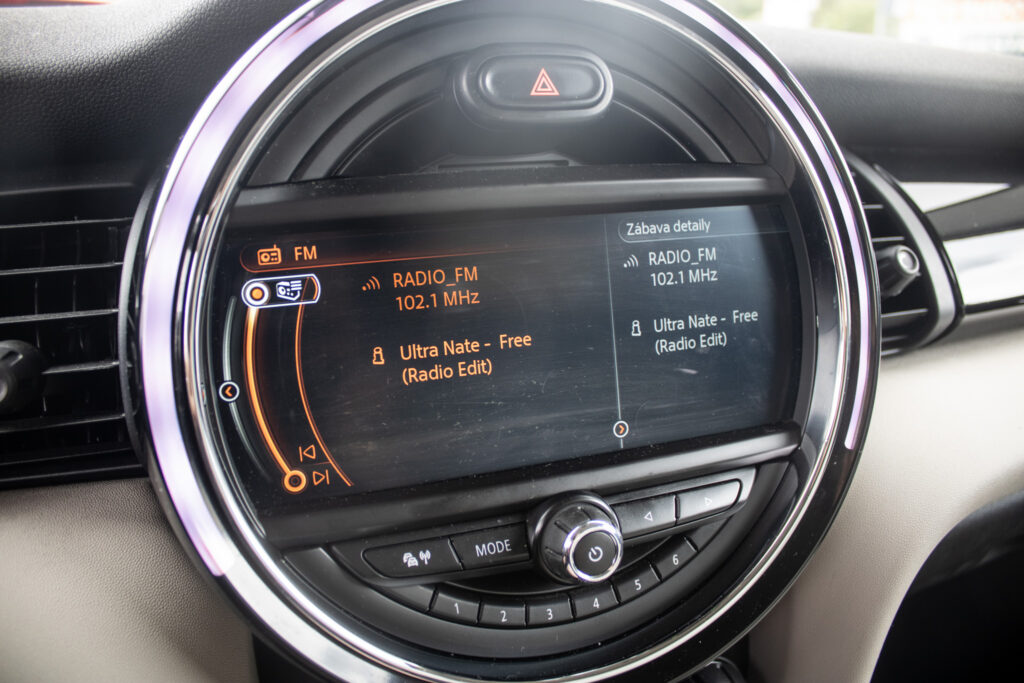 FM
RADIO_FM
102.1 MHz
Ultra Nate - Free
(Radio Edit)
Zábava detaily
RADIO_FM
102.1 MHz
Ultra Nate - Free
(Radio Edit)
MODE
1 2 3 4 5 6